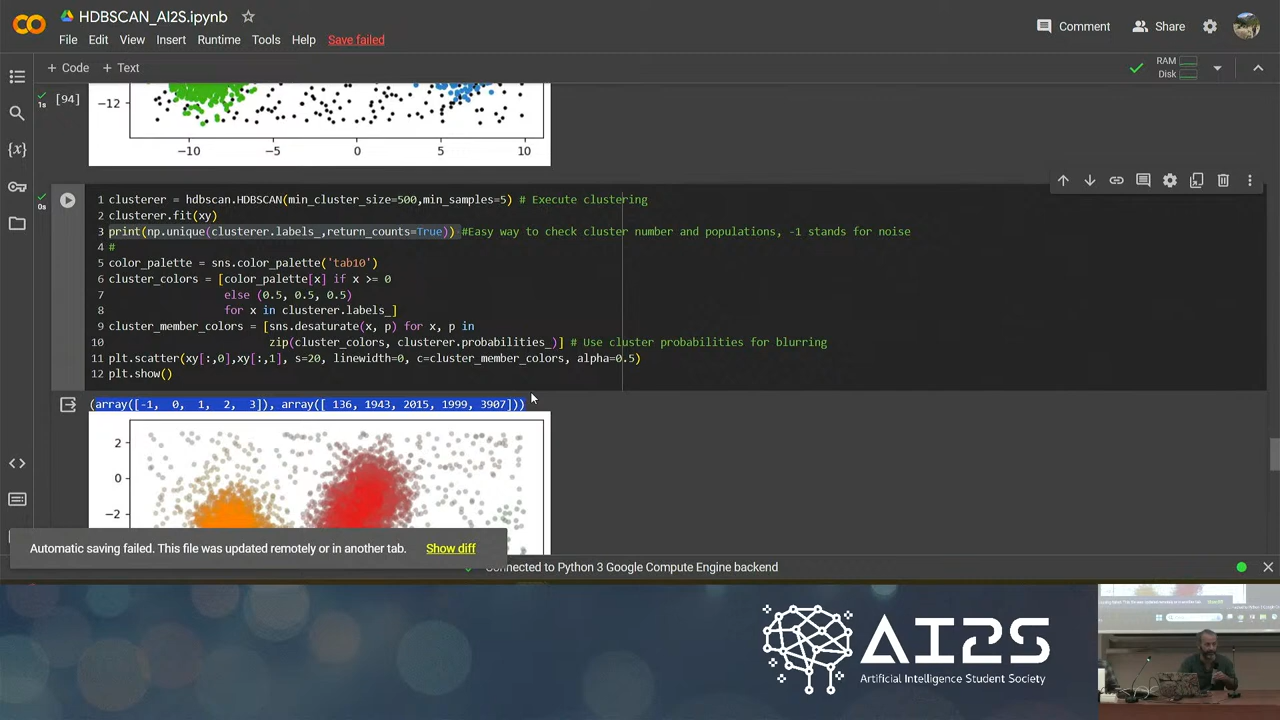 HDBSCAN_AI2S.ipynb
File Edit View Insert Runtime Tools Help Save failed
Comment Share
+ Code + Text
RAM
Disk
1s
[94]
−12
−10 −5 0 5 10
0s
1 clusterer = hdbscan.HDBSCAN(min_cluster_size=500,min_samples=5) # Execute clustering
2 clusterer.fit(xy)
3 print(np.unique(clusterer.labels_,return_counts=True)) #Easy way to check cluster number and populations, -1 stands for noise
4 #
5 color_palette = sns.color_palette('tab10')
6 cluster_colors = [color_palette[x] if x >= 0
7 else (0.5, 0.5, 0.5)
8 for x in clusterer.labels_]
9 cluster_member_colors = [sns.desaturate(x, p) for x, p in
10 zip(cluster_colors, clusterer.probabilities_)] # Use cluster probabilities for blurring
11 plt.scatter(xy[:,0],xy[:,1], s=20, linewidth=0, c=cluster_member_colors, alpha=0.5)
12 plt.show()
(array([-1, 0, 1, 2, 3]), array([ 136, 1943, 2015, 1999, 3907]))
2
0
−2
Automatic saving failed. This file was updated remotely or in another tab. Show diff
Connected to Python 3 Google Compute Engine backend
AI2S
Artificial Intelligence Student Society